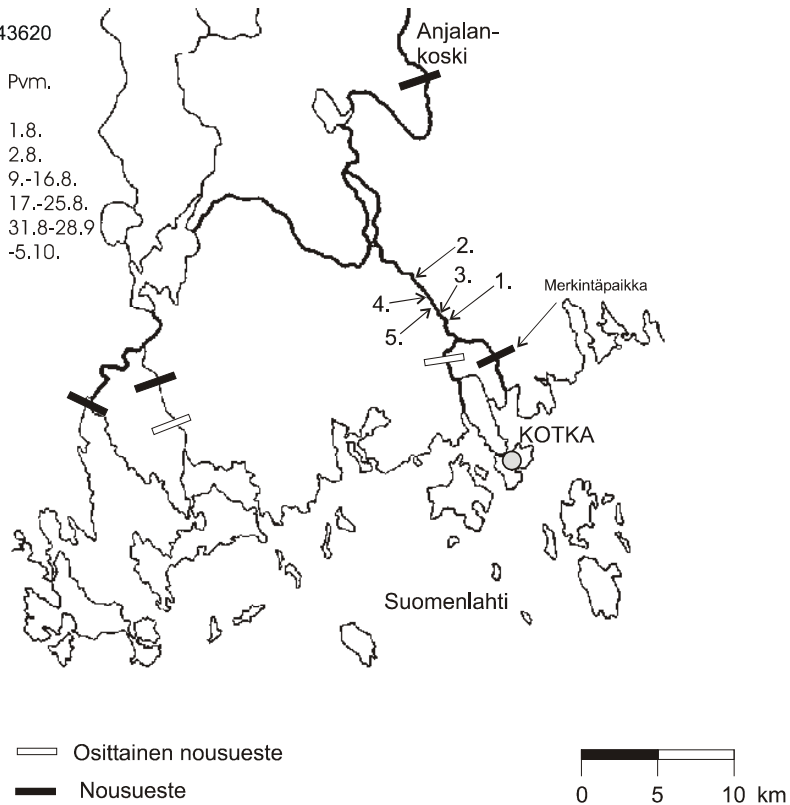 43620
Pvm.
1.8.
2.8.
9.-16.8.
17.-25.8.
31.8-28.9
-5.10.
Anjalan-
koski
2.
3.
1.
4.
5.
Merkintäpaikka
KOTKA
Suomenlahti
Osittainen nousueste
Nousueste
0 5 10 km